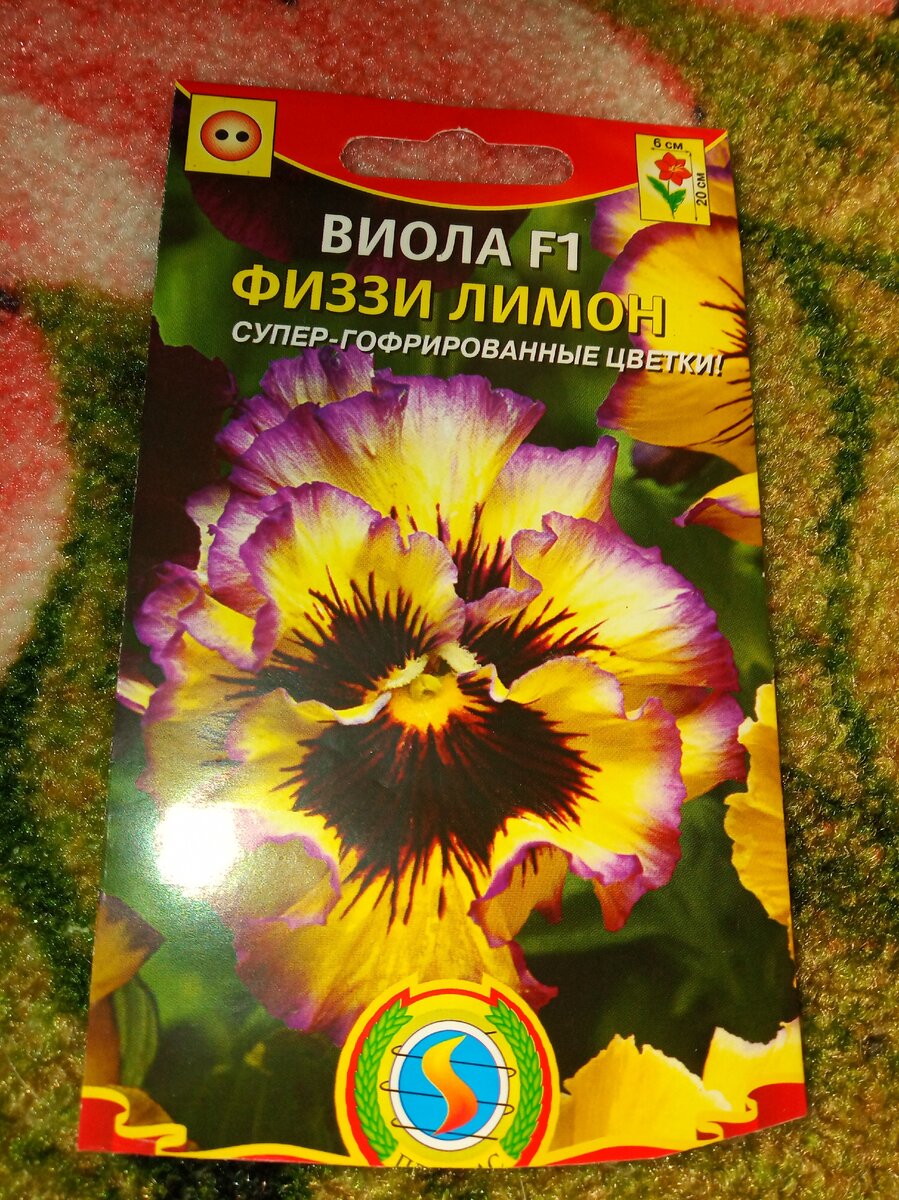 6 см
20 см
ВИОЛА F1
ФИЗЗИ ЛИМОН
СУПЕР-ГОФРИРОВАННЫЕ ЦВЕТКИ!